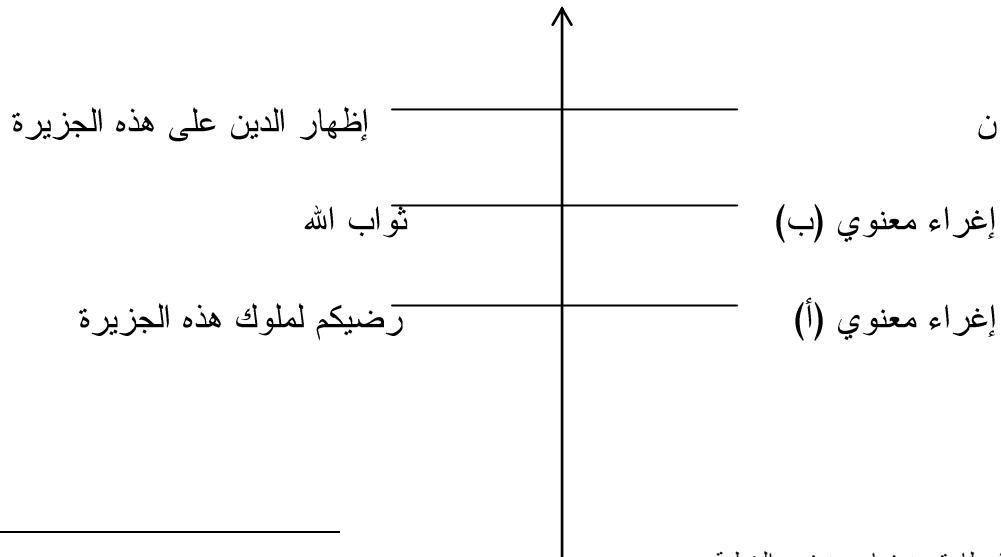 ن إظهار الدين على هذه الجزيرة
إغراء معنوي (ب) ثواب الله
إغراء معنوي (أ) رضيكم لملوك هذه الجزيرة